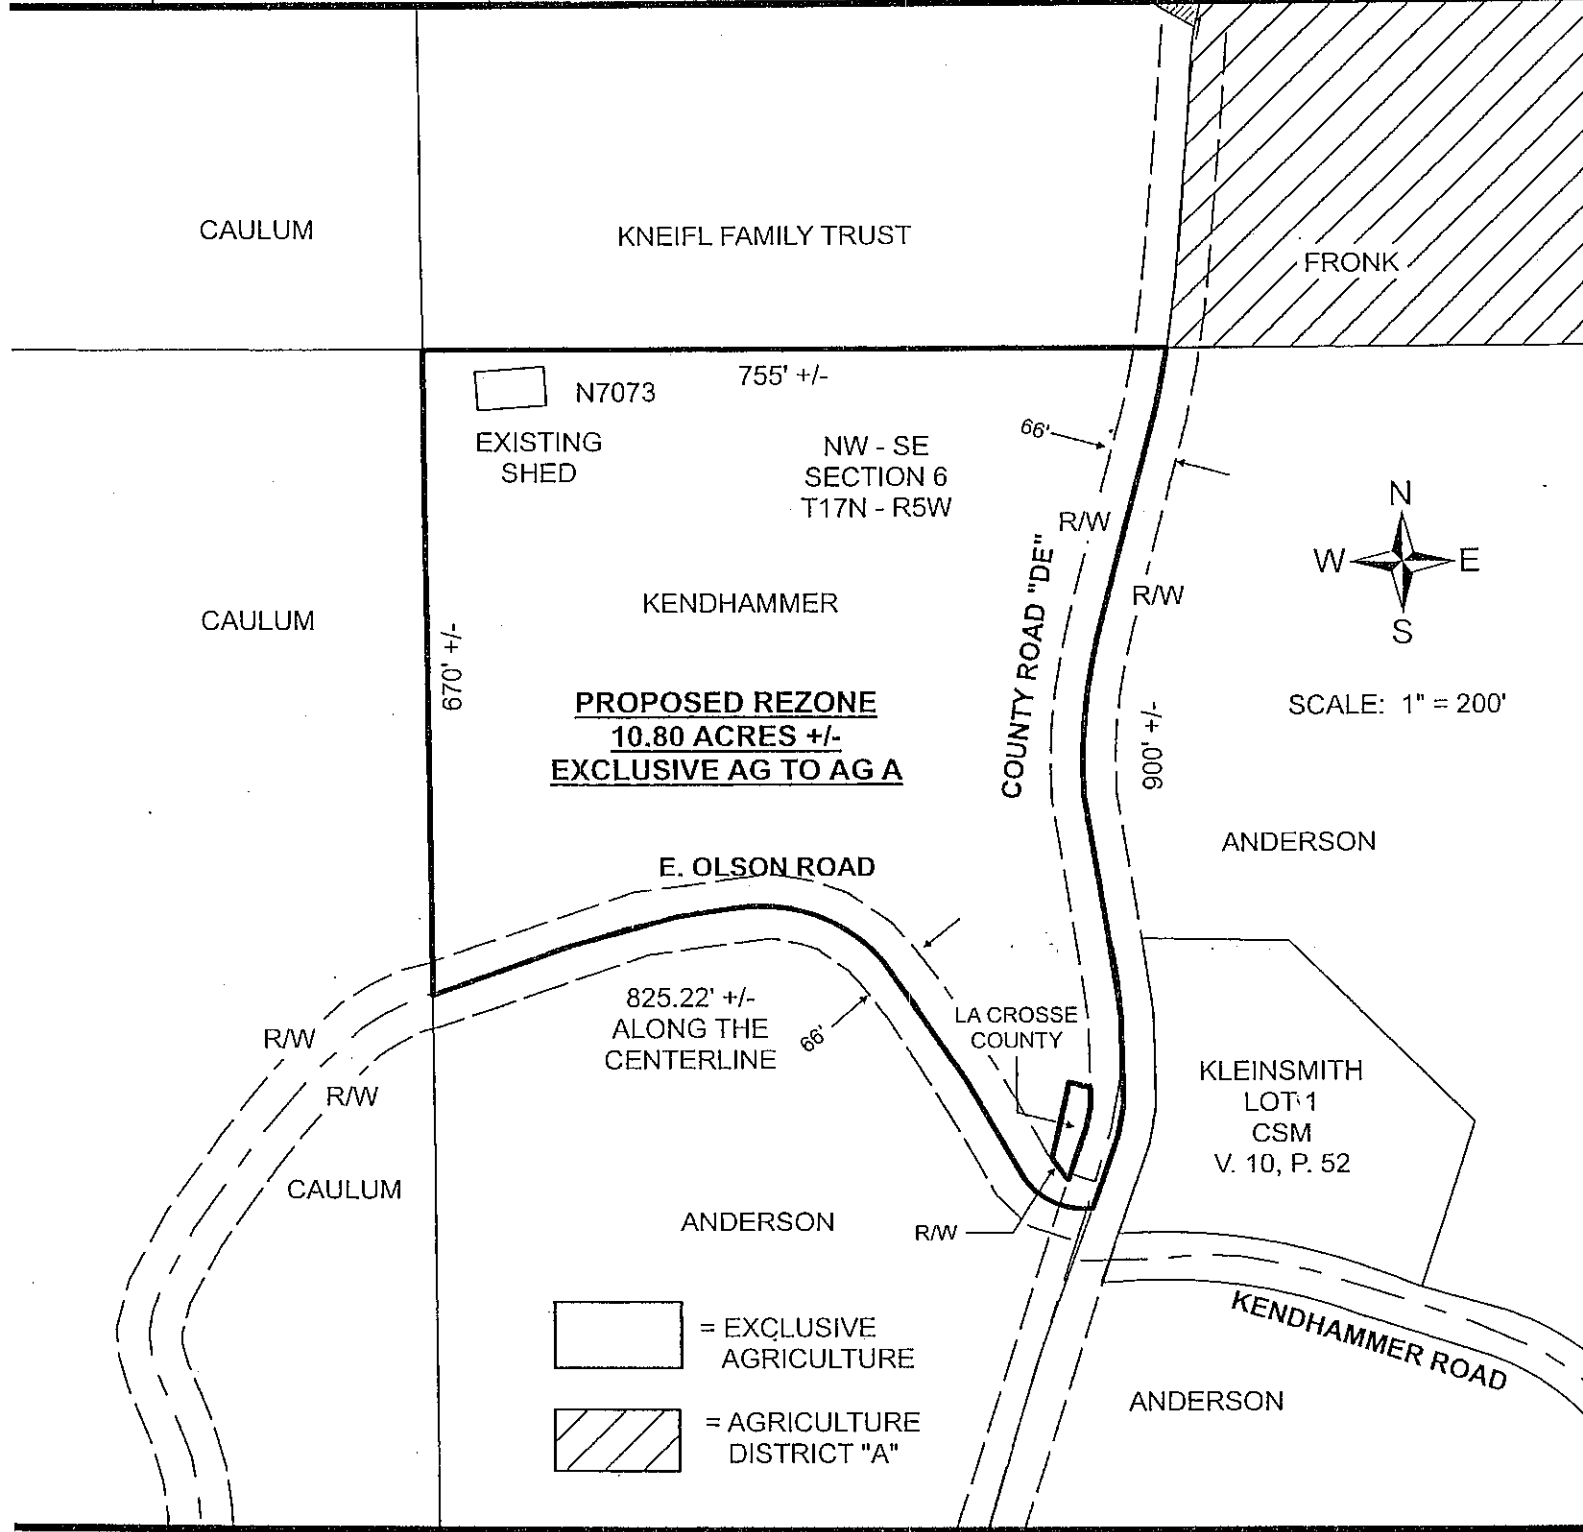 CAULUM
KNEIFL FAMILY TRUST
FRONK
755' +/-
N7073
EXISTING
SHED
NW - SE
SECTION 6
T17N - R5W
66'
R/W
R/W
COUNTY ROAD "DE"
N
W E
S
CAULUM
KENDHAMMER
670' +/-
PROPOSED REZONE
10.80 ACRES +/-
EXCLUSIVE AG TO AG A
900' +/-
SCALE: 1" = 200'
ANDERSON
E. OLSON ROAD
825.22' +/-
ALONG THE
CENTERLINE
66'
LA CROSSE
COUNTY
R/W
R/W
KLEINSMITH
LOT 1
CSM
V. 10, P. 52
CAULUM
ANDERSON
R/W
KENDHAMMER ROAD
= EXCLUSIVE
AGRICULTURE
ANDERSON
= AGRICULTURE
DISTRICT "A"